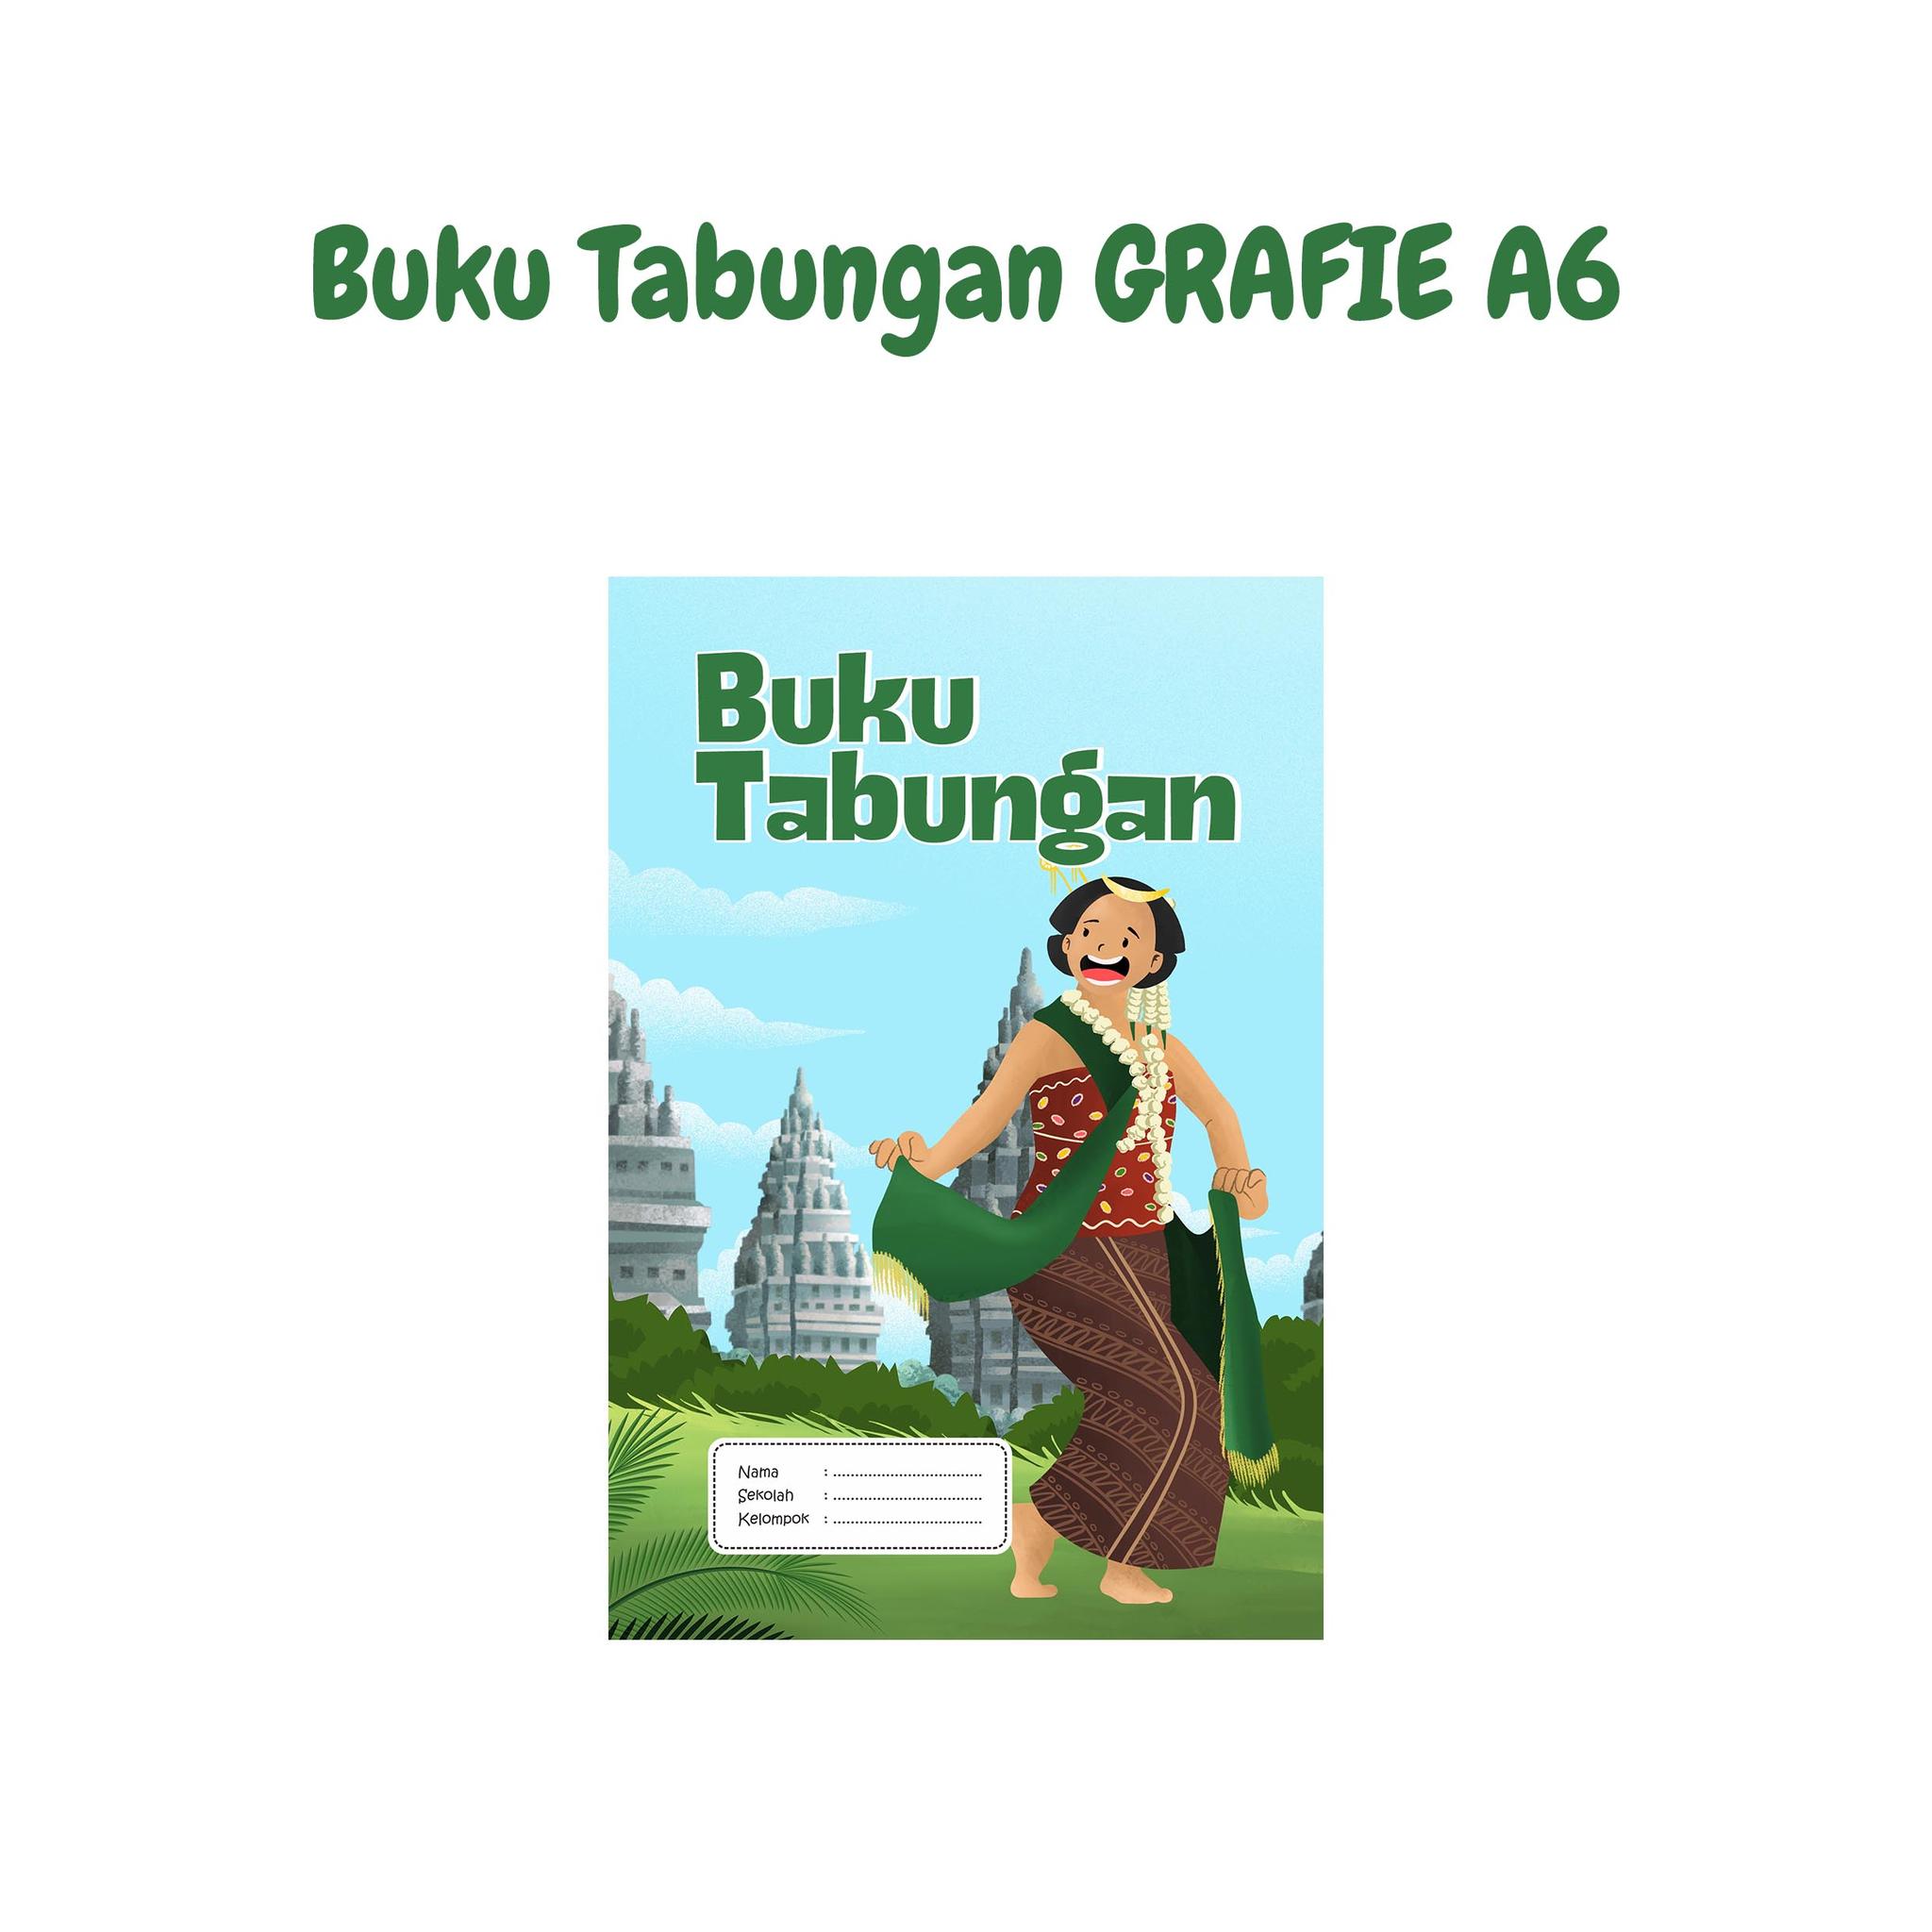 Buku Tabungan GRAFIE A6
Buku
Tabungan
Nama : ..................................
Sekolah : ..................................
Kelompok : ..................................